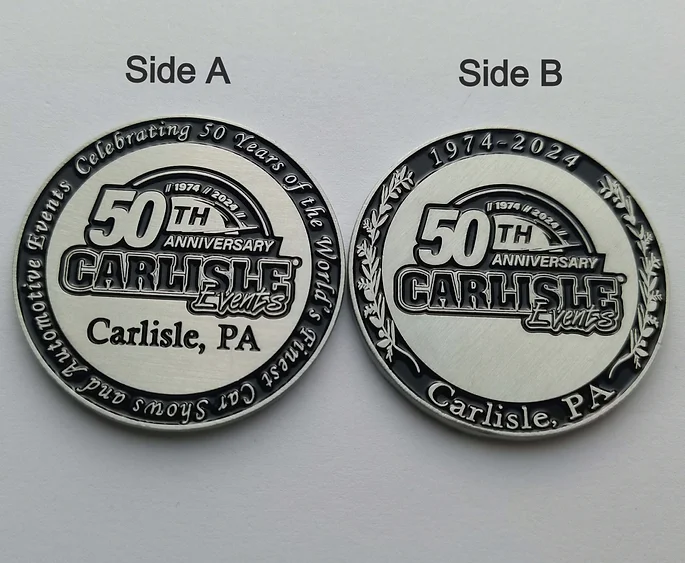 Side A
Celebrating 50 Years of the World's Finest Car Shows and Automotive Events
// 1974 // 2024 //
50TH
ANNIVERSARY
CARLISLE
Events
Carlisle, PA
Side B
1974-2024
// 1974 // 2024 //
50TH
ANNIVERSARY
CARLISLE
Events
Carlisle, PA